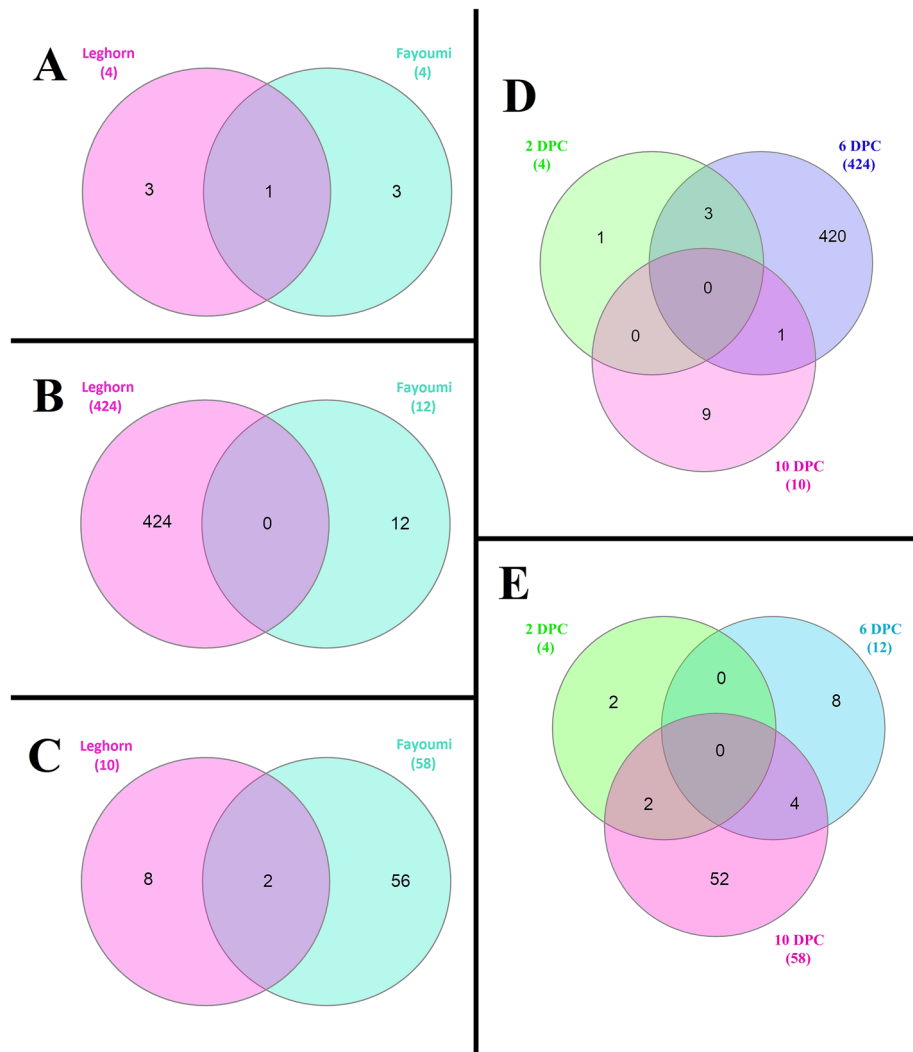 A
Leghorn
(4)
Fayoumi
(4)
3
1
3
B
Leghorn
(424)
Fayoumi
(12)
424
0
12
C
Leghorn
(10)
Fayoumi
(58)
8
2
56
D
2 DPC
(4)
6 DPC
(424)
1
3
420
0
0
1
9
10 DPC
(10)
E
2 DPC
(4)
6 DPC
(12)
2
0
8
0
2
4
52
10 DPC
(58)